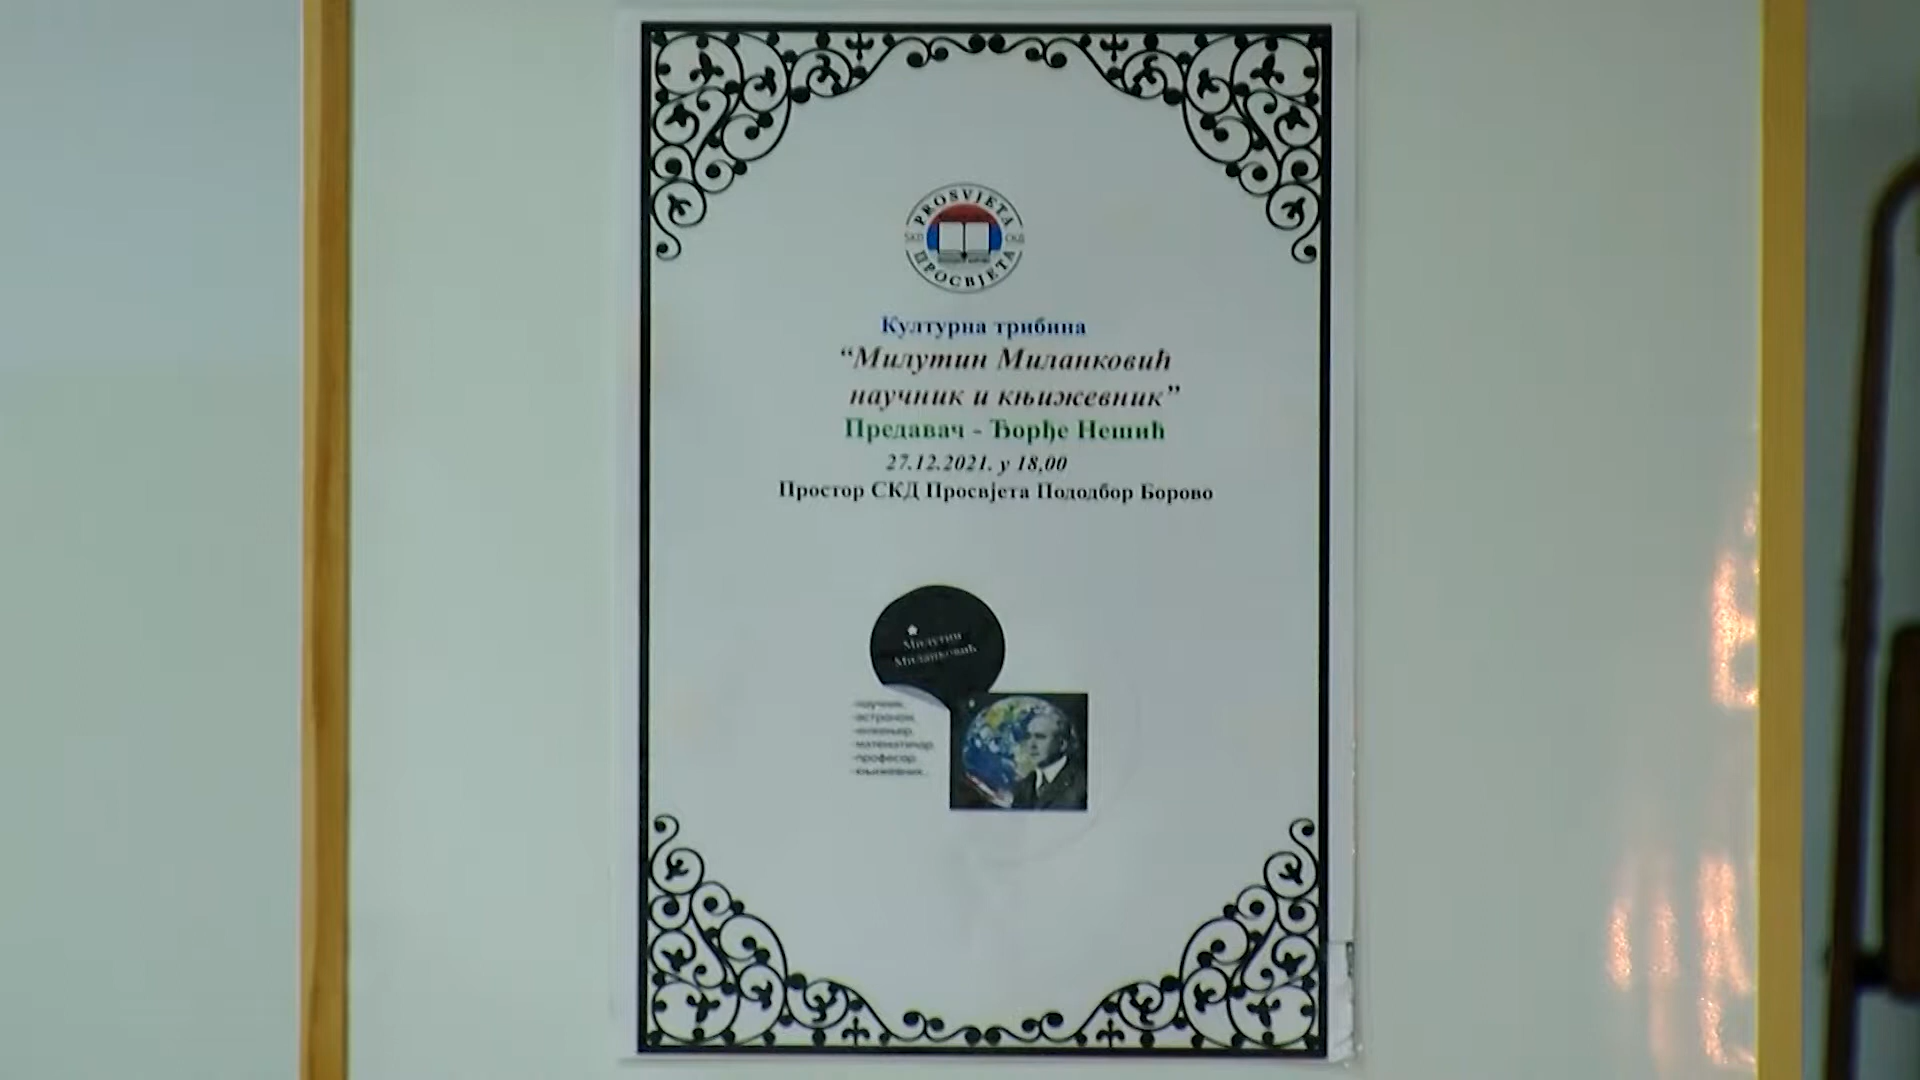 PROSVJETA
SKD СКД
ПРОСВЈЕТА
Културна трибина
“Милутин Миланковић
научник и књижевник”
Предавач - Ђорђе Нешић
27.12.2021. у 18,00
Простор СКД Просвјета Пододбор Борово
Милутин
Миланковић
-научник,
-астроном,
-инжењер,
-математичар,
-професор,
-књижевник...